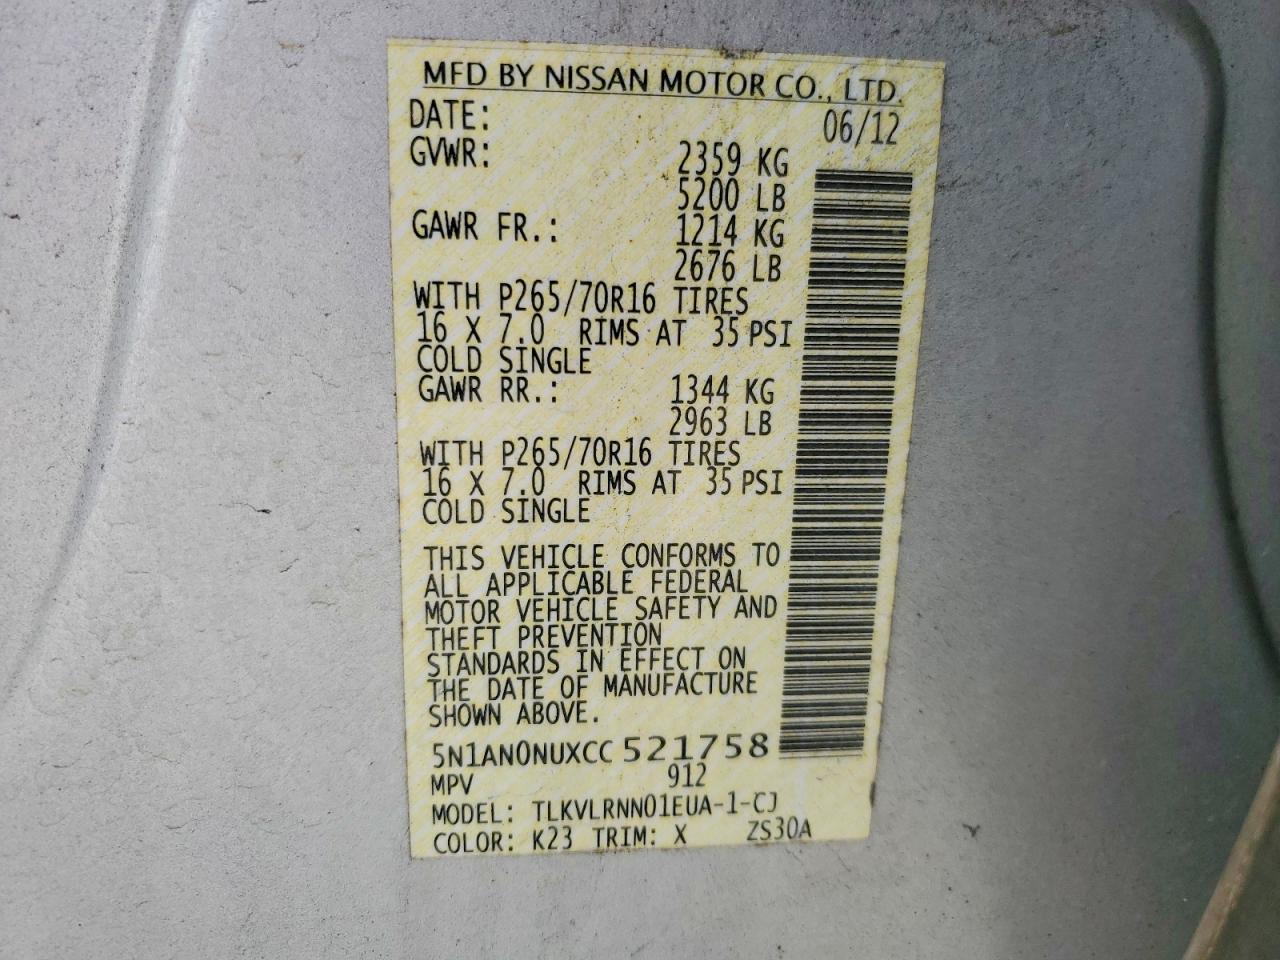 MFD BY NISSAN MOTOR CO., LTD.
DATE: 06/12
GVWR: 2359 KG
5200 LB
GAWR FR.: 1214 KG
2676 LB
WITH P265/70R16 TIRES
16 X 7.0 RIMS AT 35 PSI
COLD SINGLE
GAWR RR.: 1344 KG
2963 LB
WITH P265/70R16 TIRES
16 X 7.0 RIMS AT 35 PSI
COLD SINGLE
THIS VEHICLE CONFORMS TO
ALL APPLICABLE FEDERAL
MOTOR VEHICLE SAFETY AND
THEFT PREVENTION
STANDARDS IN EFFECT ON
THE DATE OF MANUFACTURE
SHOWN ABOVE.
5N1AN0NUXCC521758
MPV 912
MODEL: TLKVLRNN01EUA-1-CJ
COLOR: K23 TRIM: X ZS30A